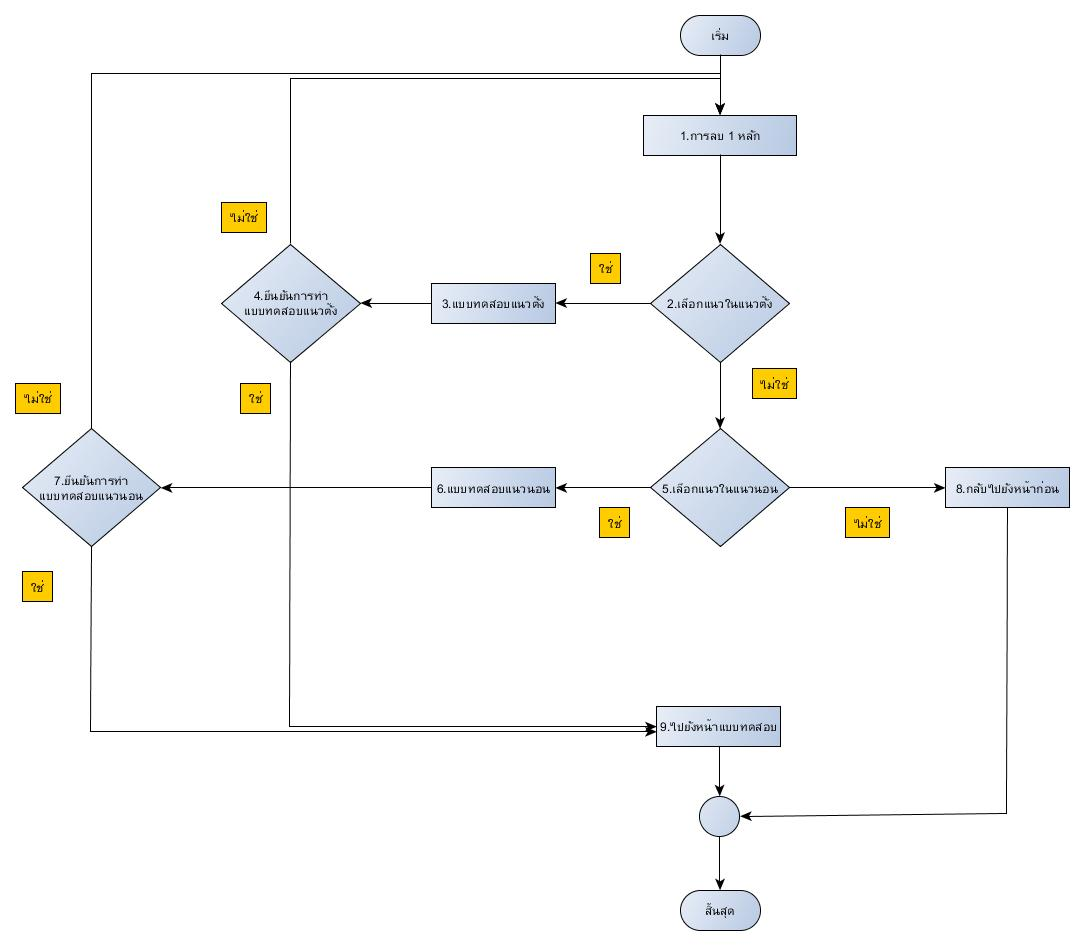 เริ่ม
1.การลบ 1 หลัก
ไม่ใช่
ใช่
4.ยืนยันการทำ
แบบทดสอบแนวตั้ง
3.แบบทดสอบแนวตั้ง
2.เลือกแนวในแนวตั้ง
ไม่ใช่
ใช่
ไม่ใช่
7.ยืนยันการทำ
แบบทดสอบแนวนอน
6.แบบทดสอบแนวนอน
5.เลือกแนวในแนวนอน
8.กลับไปยังหน้าก่อน
ใช่
ไม่ใช่
ใช่
9.ไปยังหน้าแบบทดสอบ
สิ้นสุด